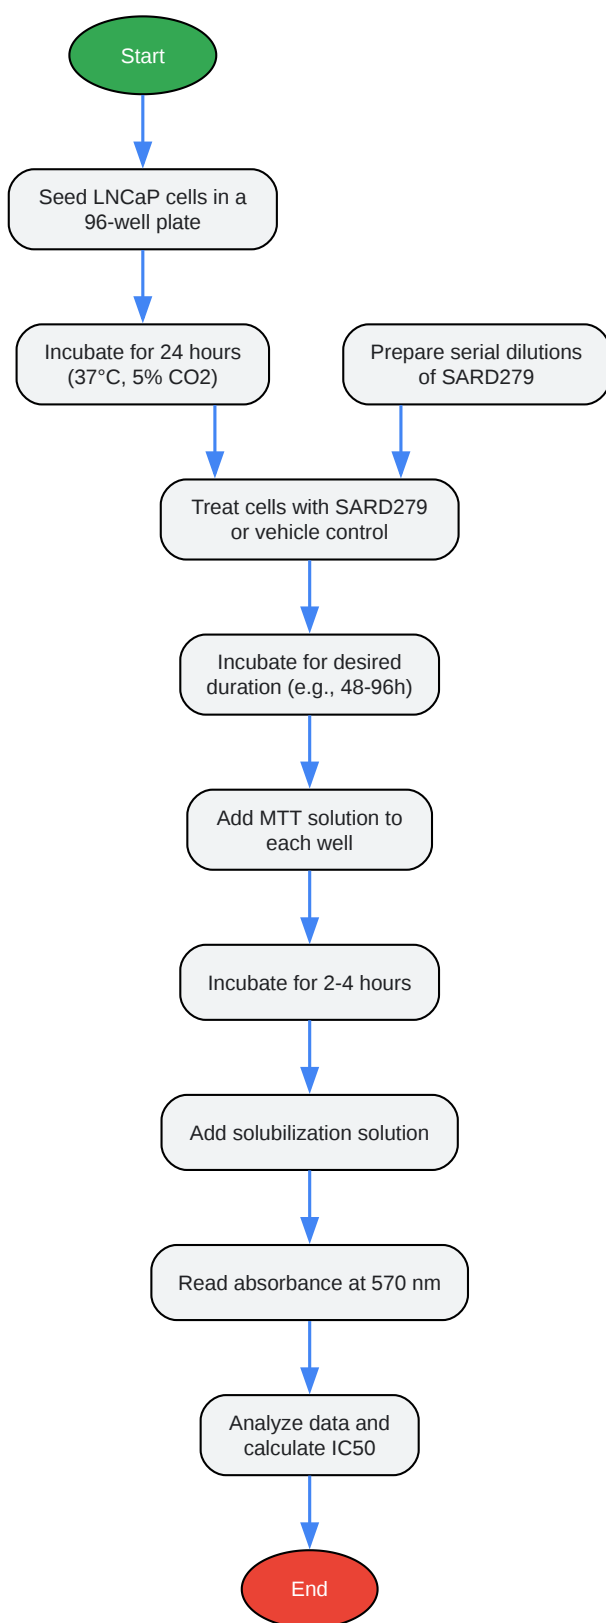 Start
Seed LNCaP cells in a
96-well plate
Incubate for 24 hours
(37°C, 5% CO2)
Prepare serial dilutions
of SARD279
Treat cells with SARD279
or vehicle control
Incubate for desired
duration (e.g., 48-96h)
Add MTT solution to
each well
Incubate for 2-4 hours
Add solubilization solution
Read absorbance at 570 nm
Analyze data and
calculate IC50
End